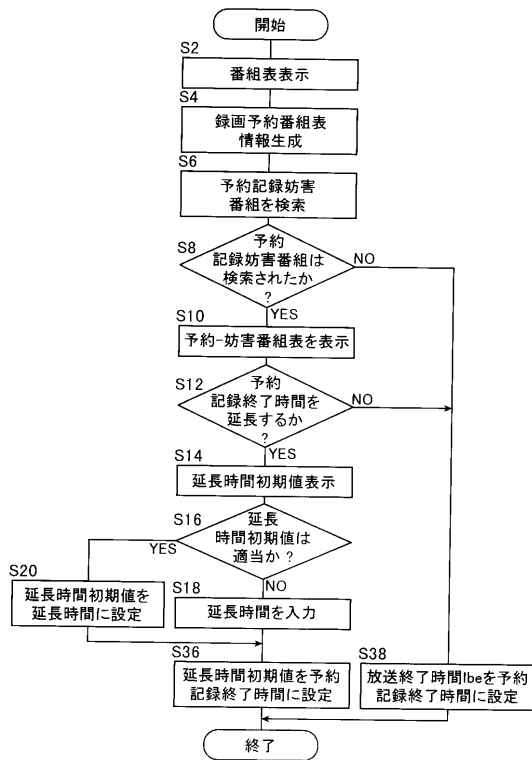 開始
S2
番組表表示
S4
録画予約番組表
情報生成
S6
予約記録妨害
番組を検索
S8
予約
記録妨害番組は
検索されたか
?
NO
YES
S10
予約-妨害番組表を表示
S12
予約
記録終了時間を
延長するか
?
NO
YES
S14
延長時間初期値表示
S16
延長
時間初期値は
適当か ?
YES
NO
S20
延長時間初期値を
延長時間に設定
S18
延長時間を入力
S36
延長時間初期値を予約
記録終了時間に設定
S38
放送終了時間Ibeを予約
記録終了時間に設定
終了